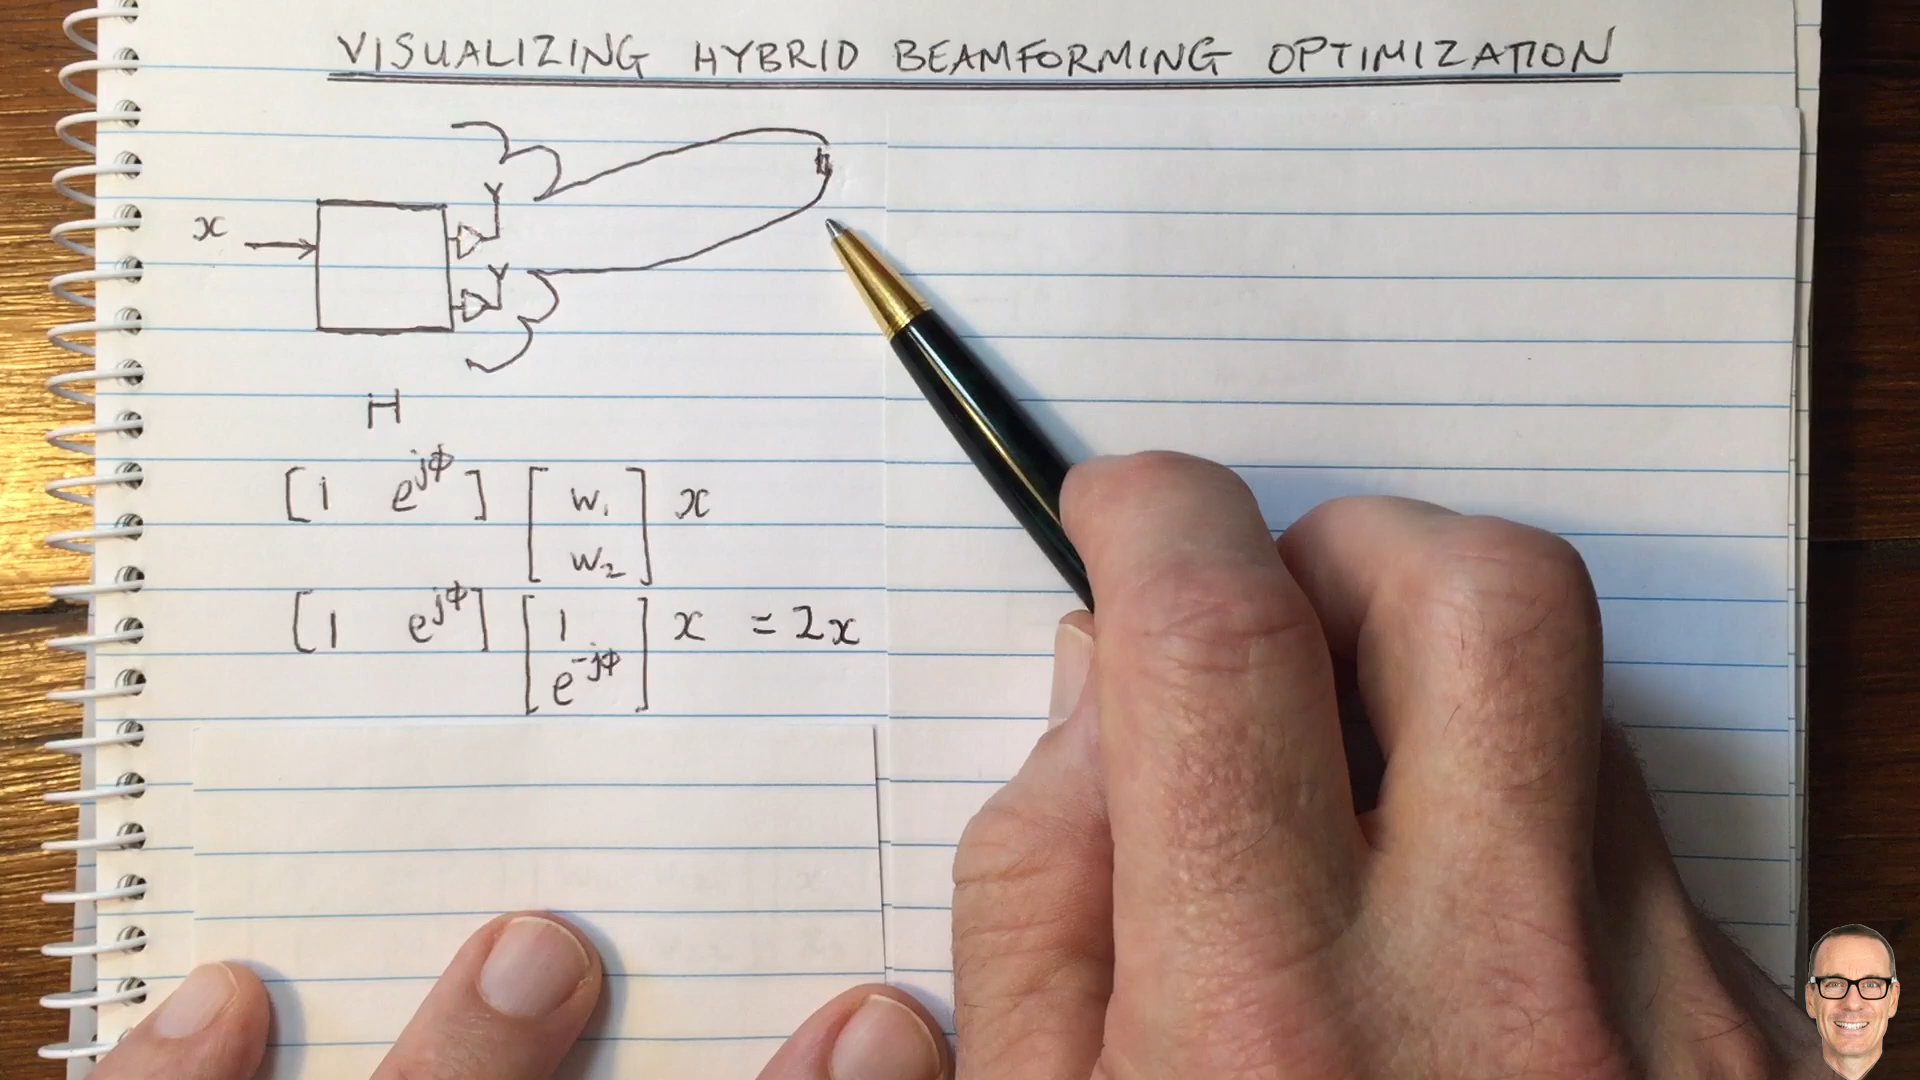 VISUALIZING HYBRID BEAMFORMING OPTIMIZATION
x
H
[1 e^{jϕ}] [w₁ w₂] x
[1 e^{jϕ}] [1 e^{-jϕ}] x = 2x